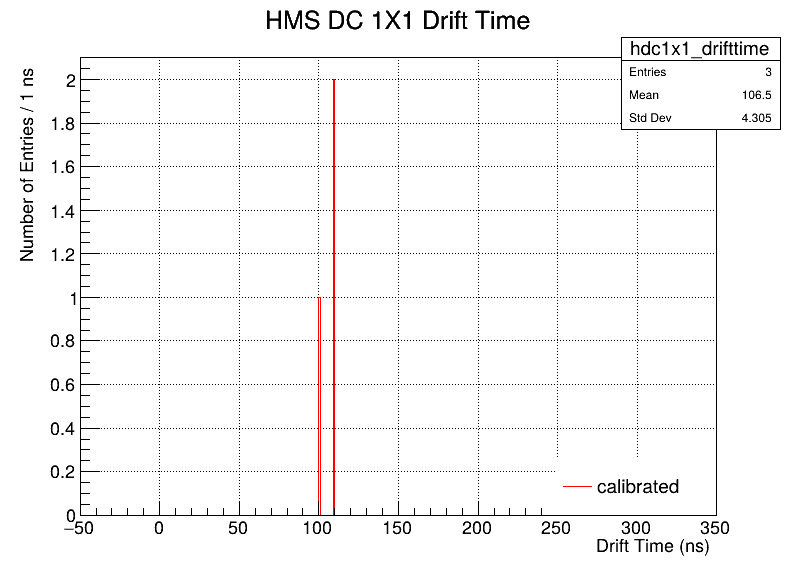 HMS DC 1X1 Drift Time
hdc1x1_drifttime
Entries 3
Mean 106.5
Std Dev 4.305
Number of Entries / 1 ns
2
1.8
1.6
1.4
1.2
1
0.8
0.6
0.4
0.2
0
−50 0 50 100 150 200 250 300 350
Drift Time (ns)
calibrated